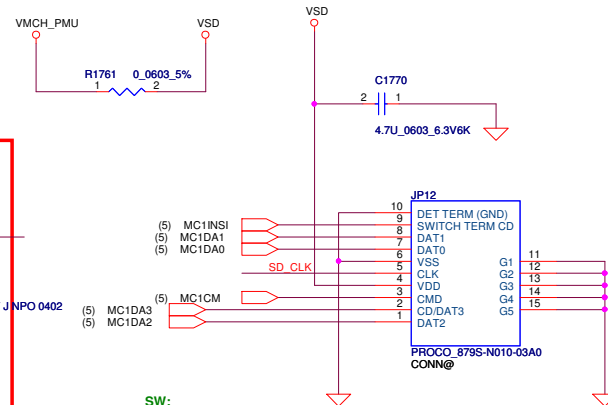 VMCH_PMU
VSD
VSD
R1761 0_0603_5%
1 2
C1770
2 1
4.7U_0603_6.3V6K
JP12
10 DET TERM (GND)
(5) MC1INSI 9 SWITCH TERM CD
(5) MC1DA1 8 DAT1
(5) MC1DA0 7 DAT0
6 VSS G1 11
SD_CLK 5 CLK G2 12
4 VDD G3 13
(5) MC1CM 3 CMD G4 14
(5) MC1DA3 2 CD/DAT3 G5 15
(5) MC1DA2 1 DAT2
J NPO 0402
PROCO_879S-N010-03A0
CONN@
SW: